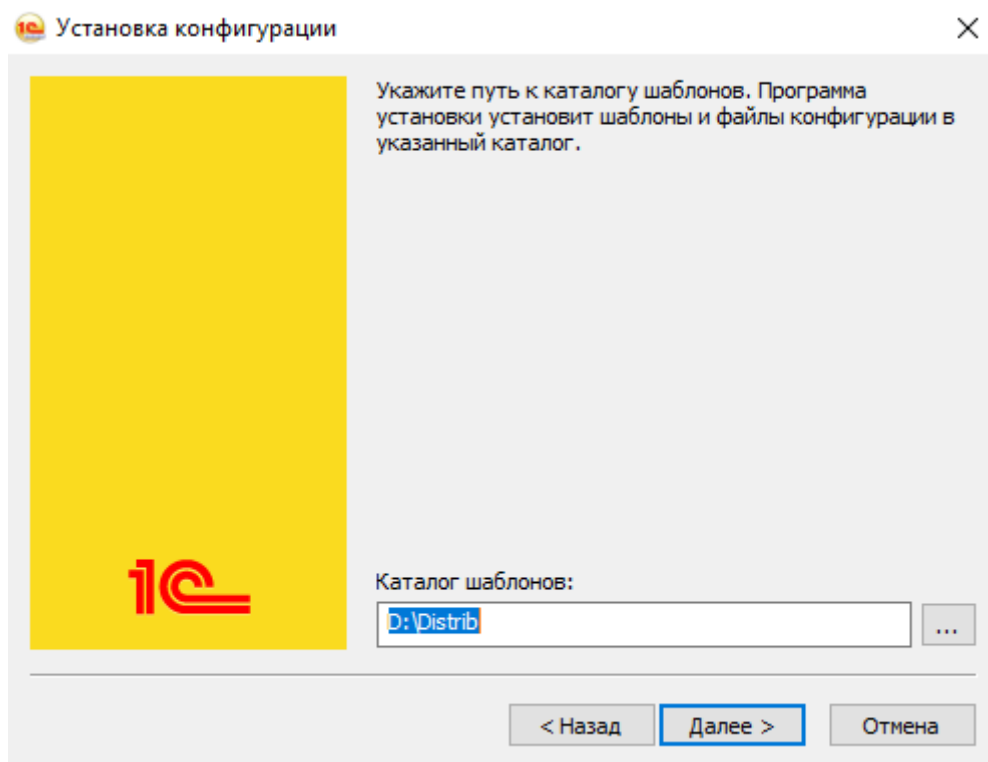 1С Установка конфигурации
Укажите путь к каталогу шаблонов. Программа
установки установит шаблоны и файлы конфигурации в
указанный каталог.
1С
Каталог шаблонов:
D:\Distrib
...
< Назад
Далее >
Отмена